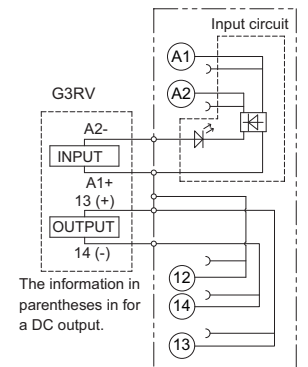 Input circuit
A1
A2
G3RV
A2-
INPUT
A1+
13 (+)
OUTPUT
14 (-)
The information in
parentheses in for
a DC output.
12
14
13